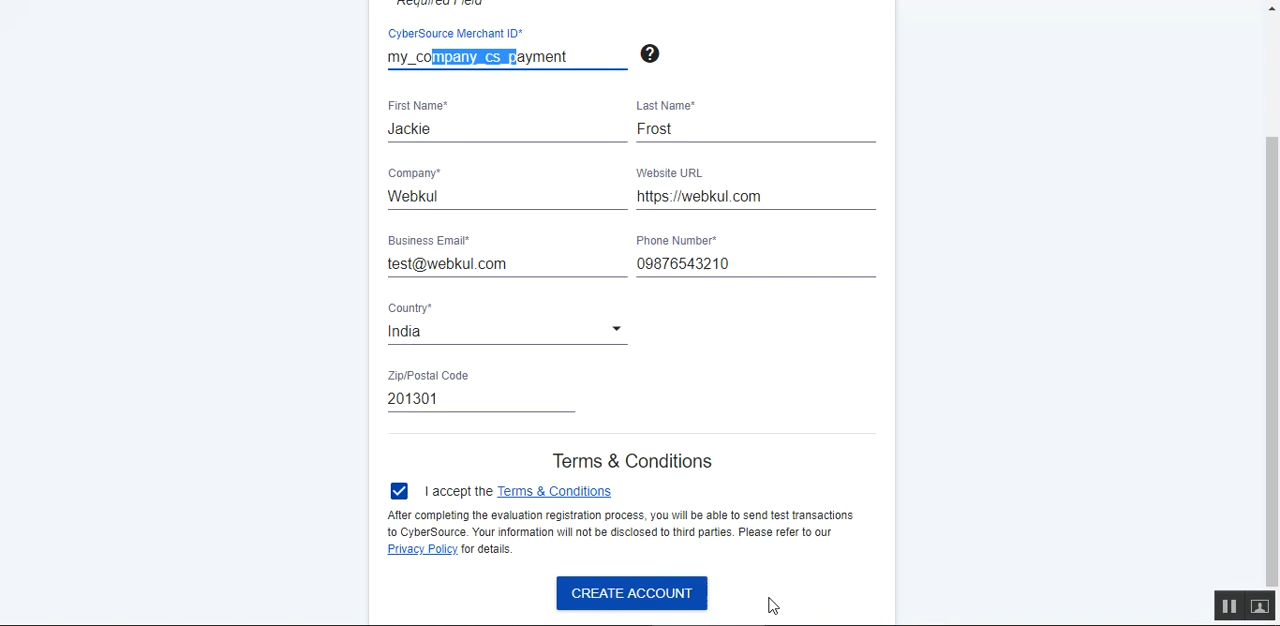 Required Field
CyberSource Merchant ID*
my_company_cs_payment
First Name*
Last Name*
Jackie
Frost
Company*
Website URL
Webkul
https://webkul.com
Business Email*
Phone Number*
test@webkul.com
09876543210
Country*
India
Zip/Postal Code
201301
Terms & Conditions
I accept the Terms & Conditions
After completing the evaluation registration process, you will be able to send test transactions
to CyberSource. Your information will not be disclosed to third parties. Please refer to our
Privacy Policy for details.
CREATE ACCOUNT